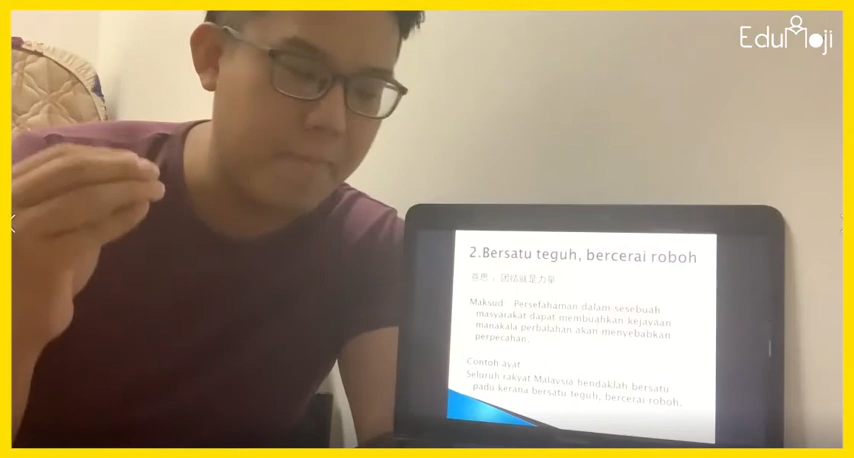 EduMoji
2.Bersatu teguh, bercerai roboh
意思 : 团结就是力量
Maksud Persefahaman dalam sesebuah
masyarakat dapat membuahkan kejayaan
manakala perbalahan akan menyebabkan
perpecahan.
Contoh ayat
Seluruh rakyat Malaysia hendaklah bersatu
padu kerana bersatu teguh, bercerai roboh.